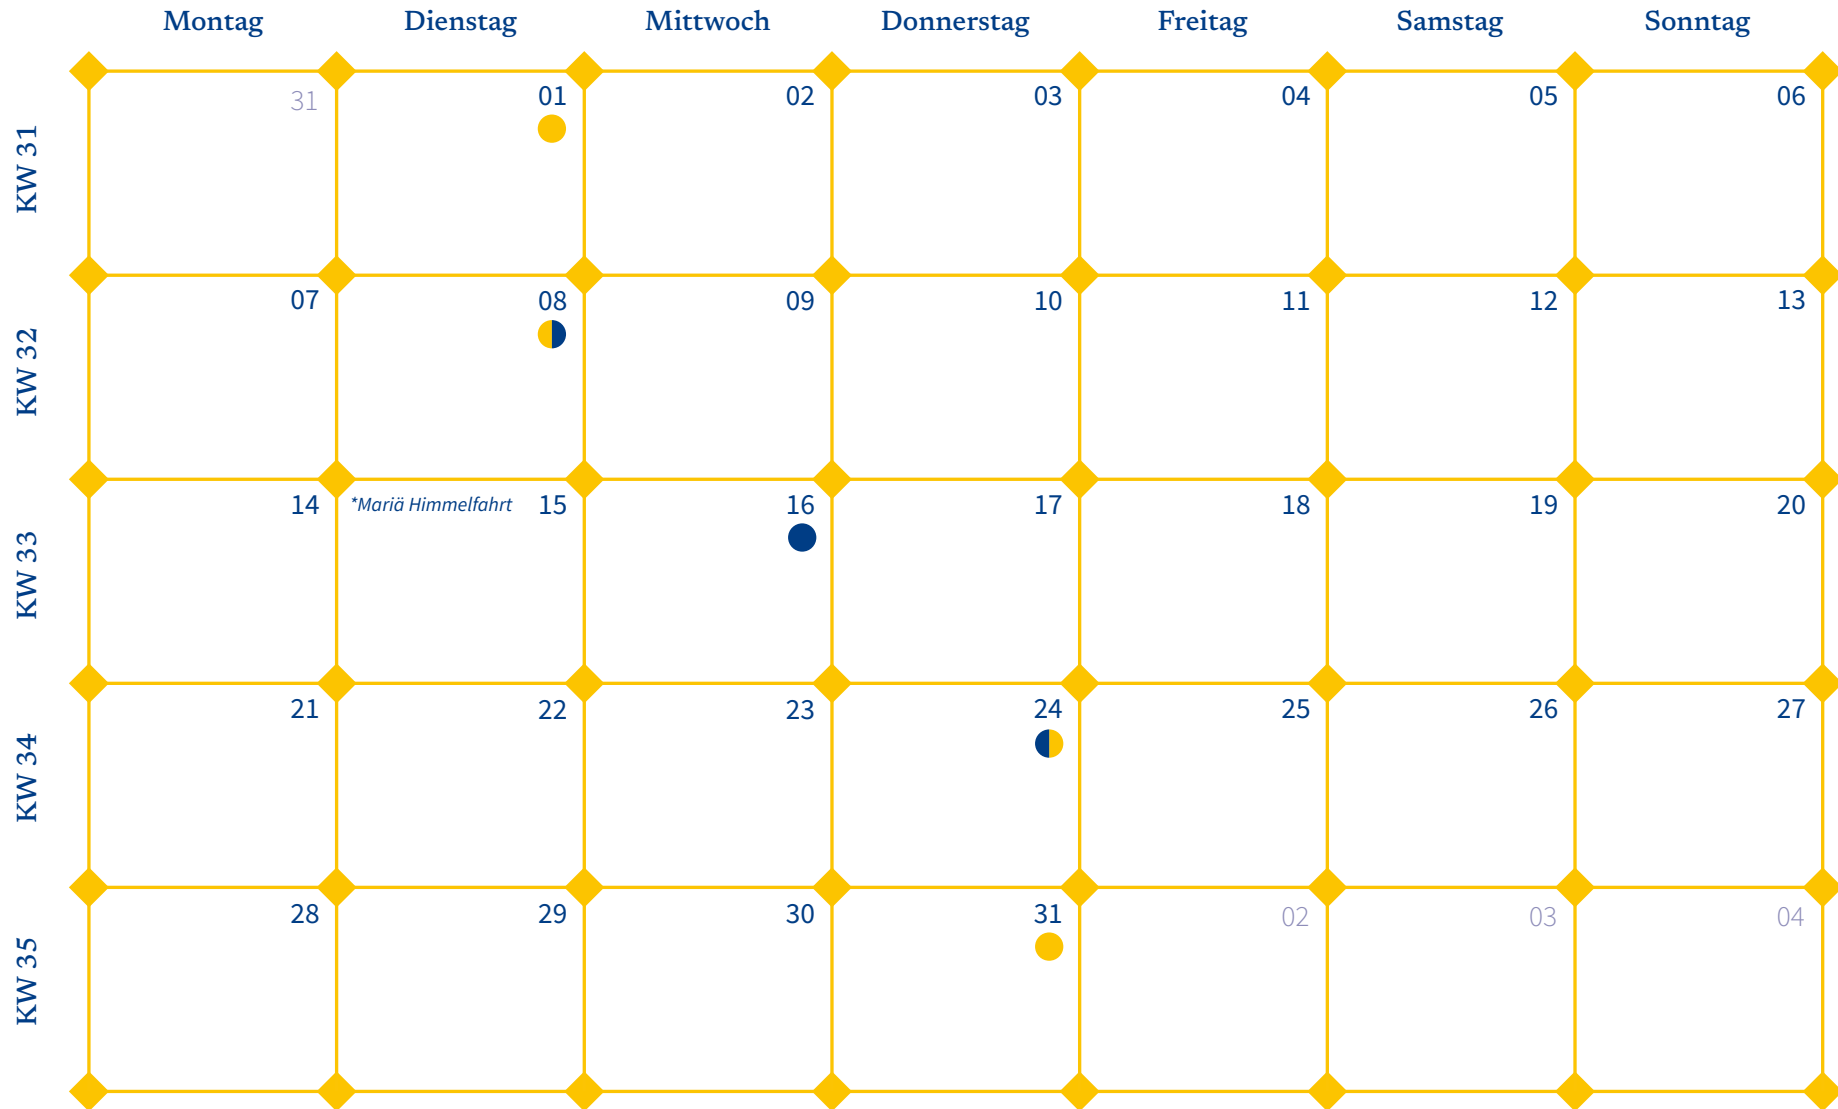 Montag Dienstag Mittwoch Donnerstag Freitag Samstag Sonntag
KW 31
31 01 02 03 04 05 06
KW 32
07 08 09 10 11 12 13
KW 33
14 *Mariä Himmelfahrt 15 16 17 18 19 20
KW 34
21 22 23 24 25 26 27
KW 35
28 29 30 31 02 03 04